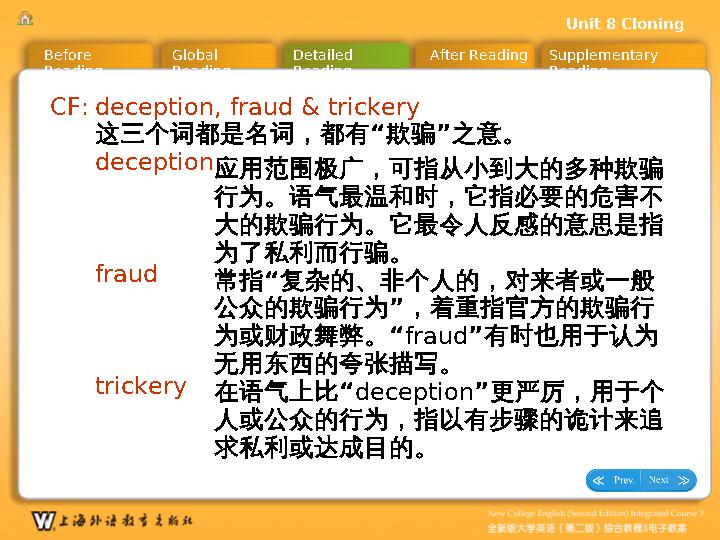 Unit 8 Cloning
Before Reading
Global Reading
Detailed Reading
After Reading
Supplementary Reading
CF: deception, fraud & trickery
这三个词都是名词，都有“欺骗”之意。
deception
应用范围极广，可指从小到大的多种欺骗
行为。语气最温和时，它指必要的危害不
大的欺骗行为。它最令人反感的意思是指
为了私利而行骗。
fraud
常指“复杂的、非个人的，对来者或一般
公众的欺骗行为”，着重指官方的欺骗行
为或财政舞弊。“fraud”有时也用于认为
无用东西的夸张描写。
trickery
在语气上比“deception”更严厉，用于个
人或公众的行为，指以有步骤的诡计来追
求私利或达成目的。
Prev. Next
上海外语教育出版社
New College English (Second Edition) Integrated Course 3
全新版大学英语（第二版）综合教程3电子教案